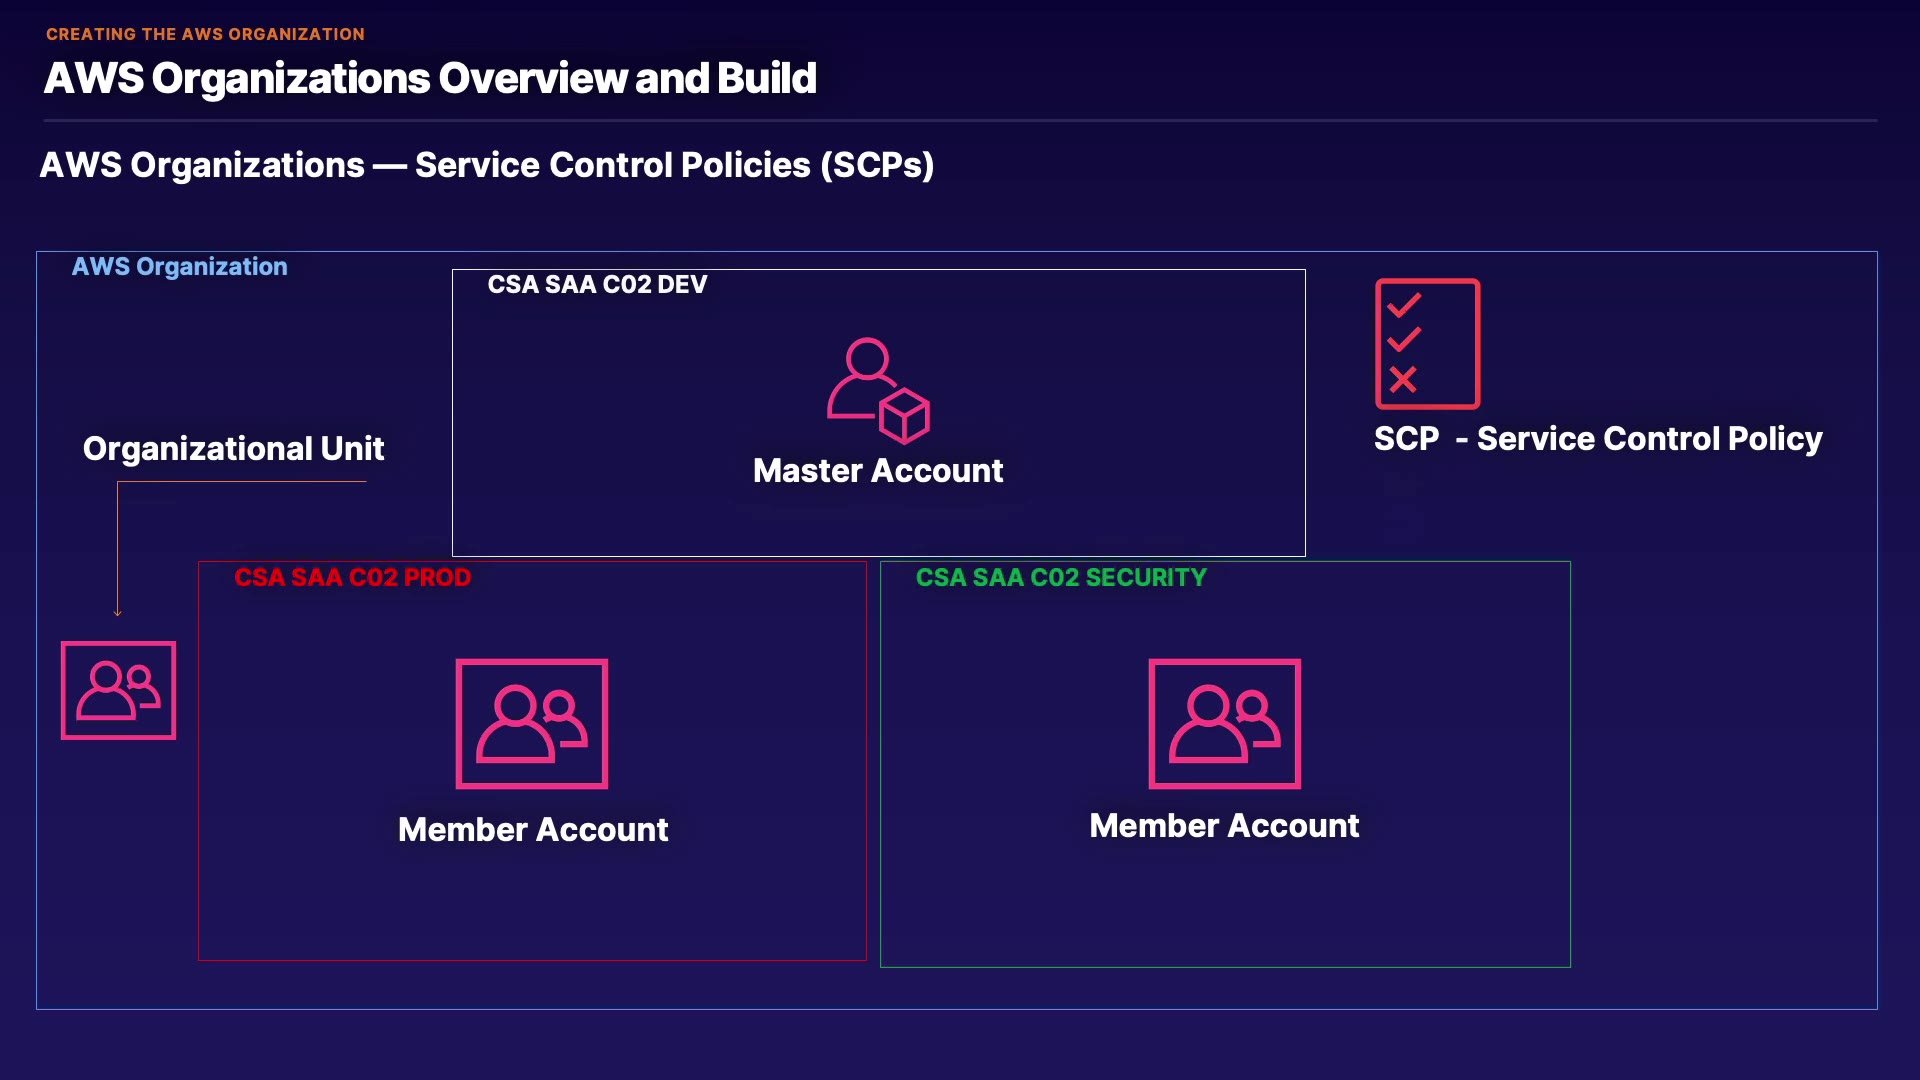 CREATING THE AWS ORGANIZATION
AWS Organizations Overview and Build
AWS Organizations — Service Control Policies (SCPs)
AWS Organization
CSA SAA C02 DEV
Master Account
SCP - Service Control Policy
Organizational Unit
CSA SAA C02 PROD
Member Account
CSA SAA C02 SECURITY
Member Account